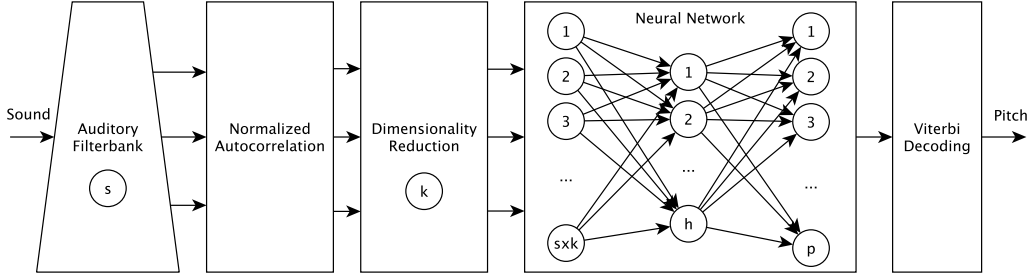 Sound
Auditory
Filterbank
s
Normalized
Autocorrelation
Dimensionality
Reduction
k
Neural Network
1
2
3
...
sxk
1
2
...
h
1
2
3
...
p
Viterbi
Decoding
Pitch